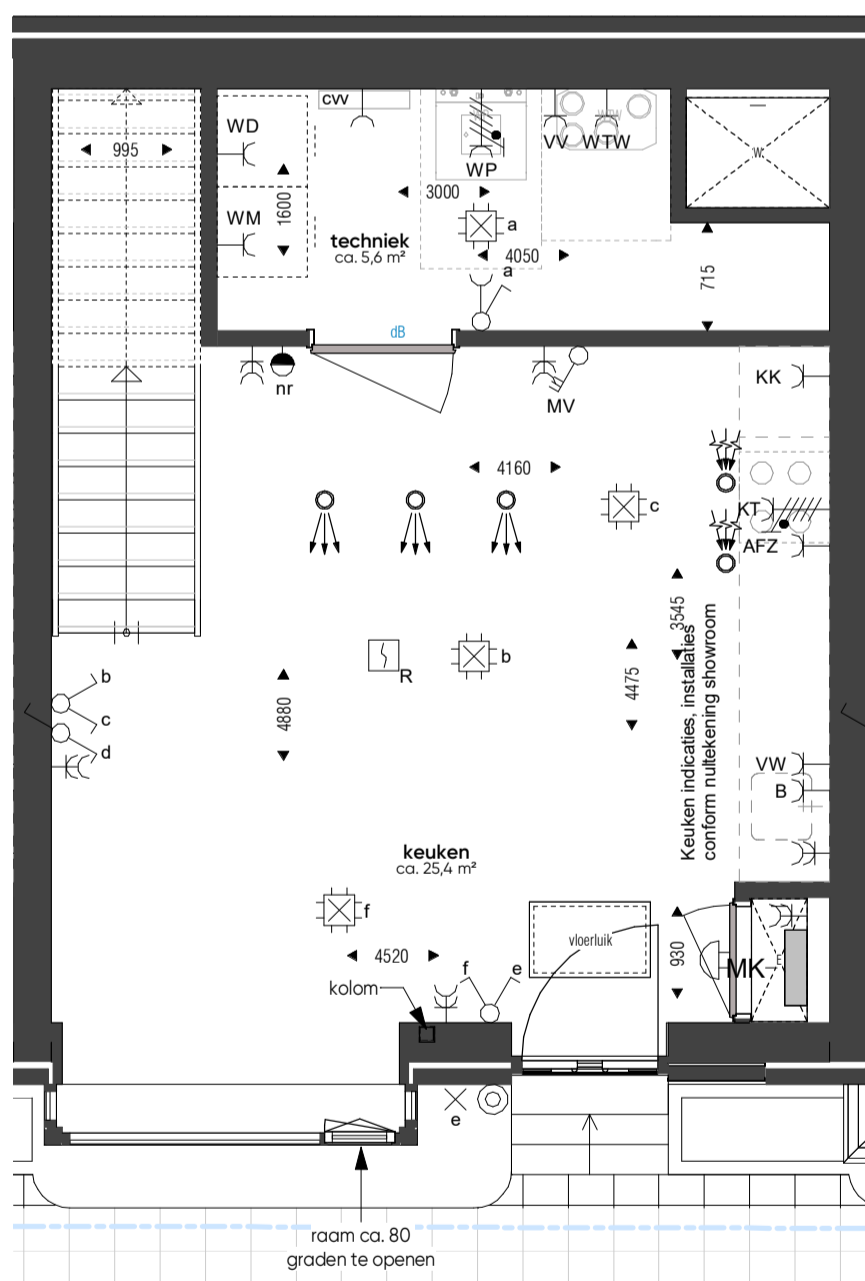 CVV
WD
995
VV WTW
WP
W
WM
1600
3000
a
techniek
ca. 5,6 m²
4050
a
715
dB
nr
MV
KK
4160
c
KT
AFZ
3545
R
b
4475
4880
Keuken indicaties, installaties
conform nultekening showroom
b
c
d
VW
B
keuken
ca. 25,4 m²
f
vloerluik
930
MK
E
4520
f
e
kolom
e
raam ca. 80
graden te openen